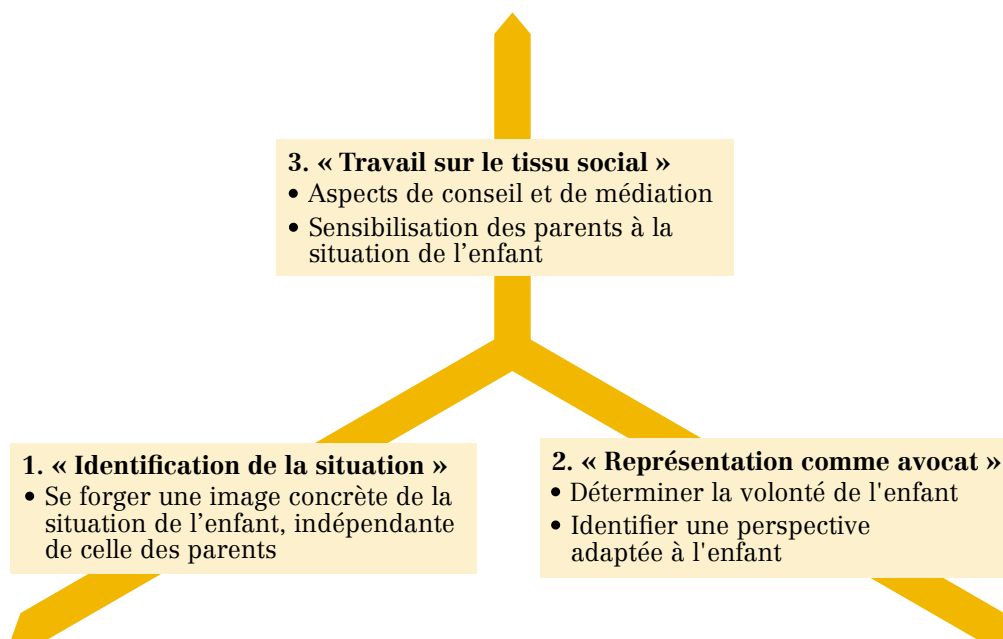 3. « Travail sur le tissu social »
• Aspects de conseil et de médiation
• Sensibilisation des parents à la
situation de l’enfant
1. « Identification de la situation »
• Se forger une image concrète de la
situation de l’enfant, indépendante
de celle des parents
2. « Représentation comme avocat »
• Déterminer la volonté de l'enfant
• Identifier une perspective
adaptée à l'enfant